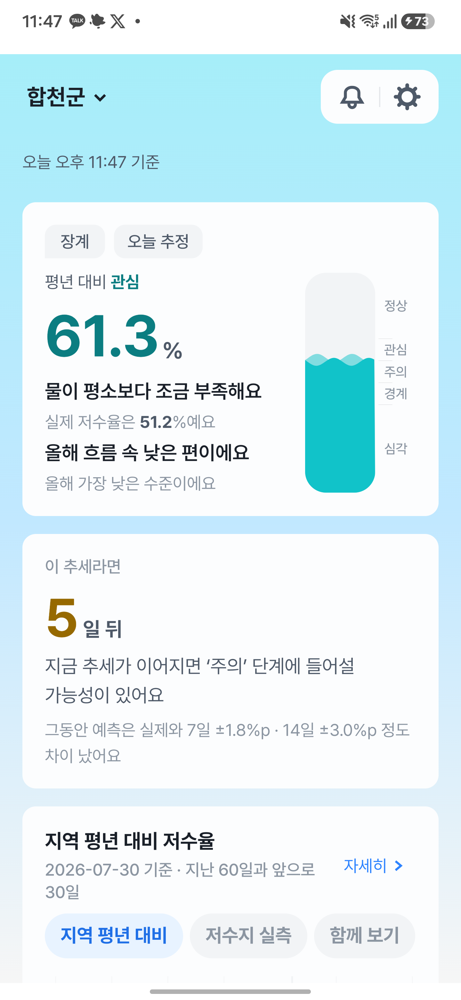 11:47
TALK
5
73
합천군
오늘 오후 11:47 기준
장계
오늘 추정
평년 대비 관심
61.3 %
물이 평소보다 조금 부족해요
실제 저수율은 51.2%예요
올해 흐름 속 낮은 편이에요
올해 가장 낮은 수준이에요
정상
관심
주의
경계
심각
이 추세라면
5 일 뒤
지금 추세가 이어지면 ‘주의’ 단계에 들어설
가능성이 있어요
그동안 예측은 실제와 7일 ±1.8%p · 14일 ±3.0%p 정도
차이 났어요
지역 평년 대비 저수율
2026-07-30 기준 · 지난 60일과 앞으로
30일
자세히
지역 평년 대비
저수지 실측
함께 보기